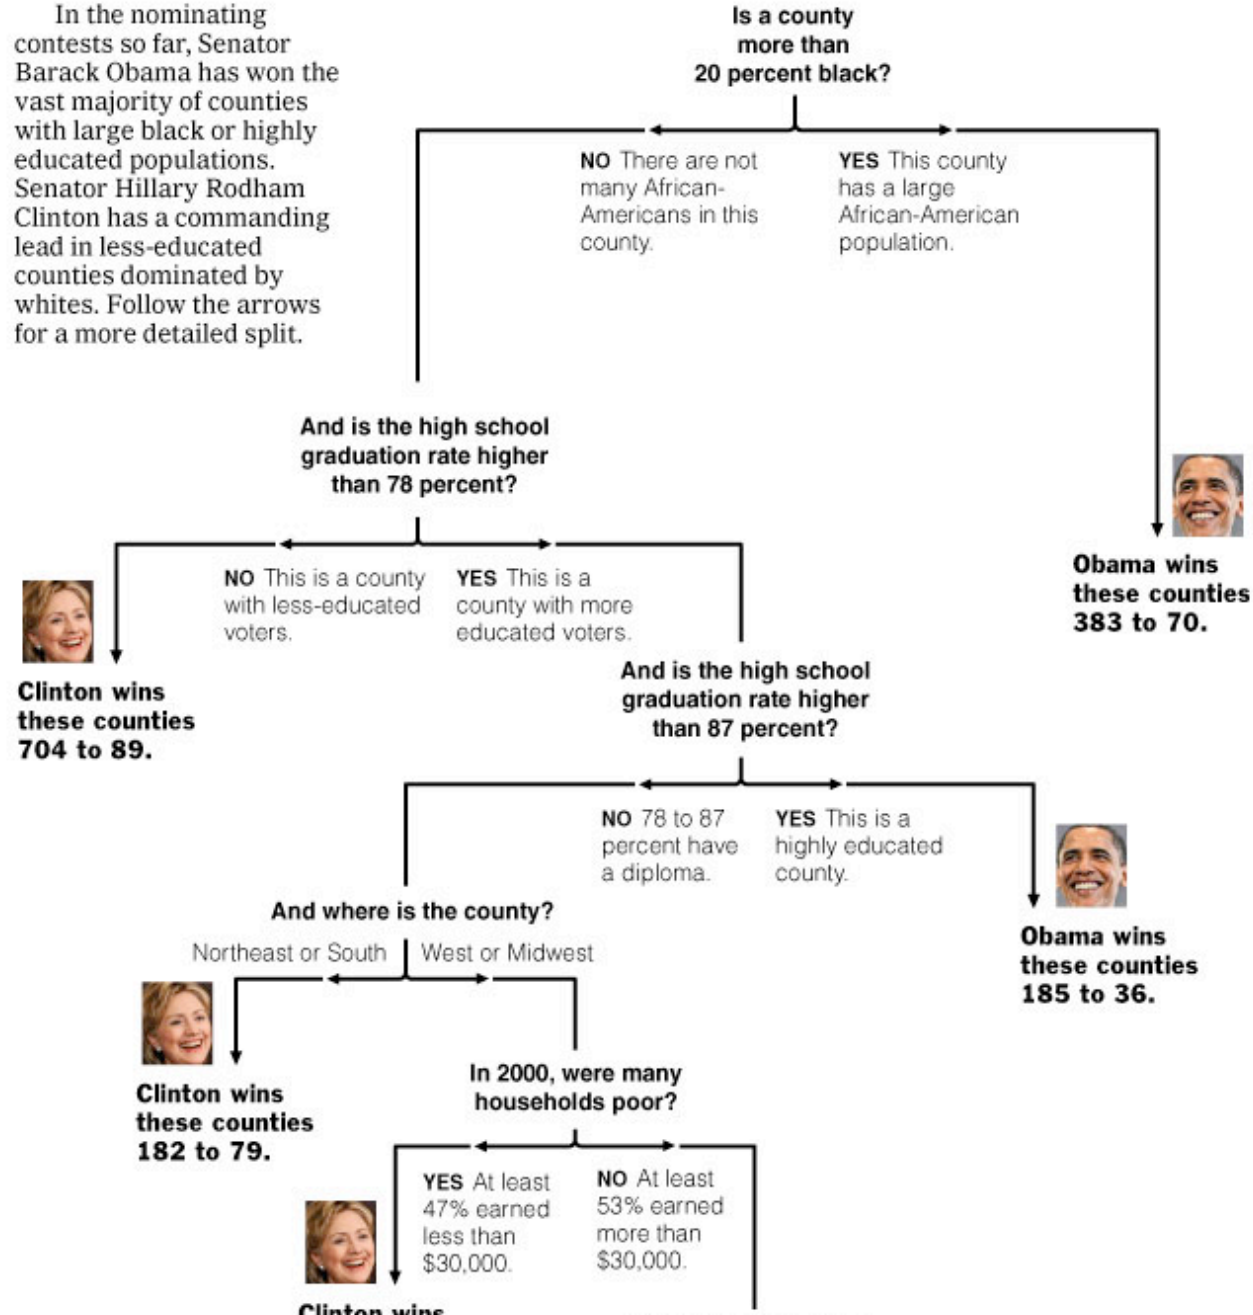 In the nominating
contests so far, Senator
Barack Obama has won the
vast majority of counties
with large black or highly
educated populations.
Senator Hillary Rodham
Clinton has a commanding
lead in less-educated
counties dominated by
whites. Follow the arrows
for a more detailed split.
Is a county
more than
20 percent black?
NO There are not
many African-
Americans in this
county.
YES This county
has a large
African-American
population.
And is the high school
graduation rate higher
than 78 percent?
Obama wins
these counties
383 to 70.
NO This is a county
with less-educated
voters.
YES This is a
county with more
educated voters.
Clinton wins
these counties
704 to 89.
And is the high school
graduation rate higher
than 87 percent?
NO 78 to 87
percent have
a diploma.
YES This is a
highly educated
county.
And where is the county?
Northeast or South
West or Midwest
Obama wins
these counties
185 to 36.
Clinton wins
these counties
182 to 79.
In 2000, were many
households poor?
YES At least
47% earned
less than
$30,000.
NO At least
53% earned
more than
$30,000.
Clinton wins